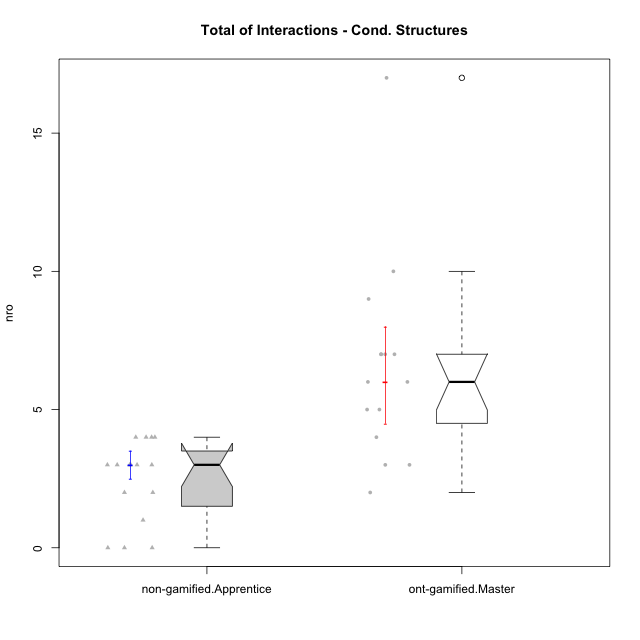 Total of Interactions - Cond. Structures
15
10
5
0
nro
non-gamified.Apprentice
ont-gamified.Master